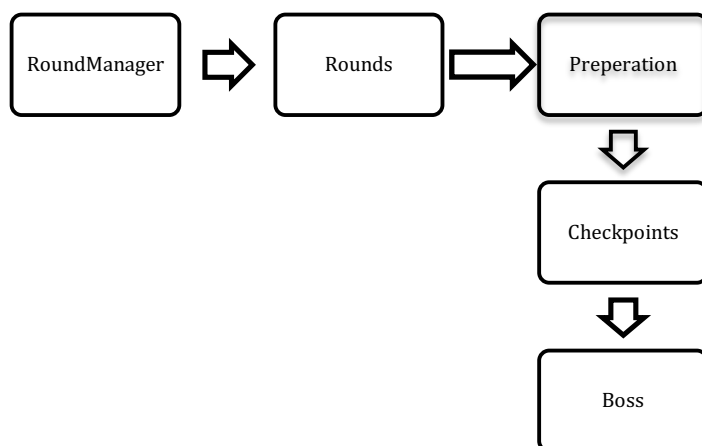 RoundManager
Rounds
Preperation
Checkpoints
Boss